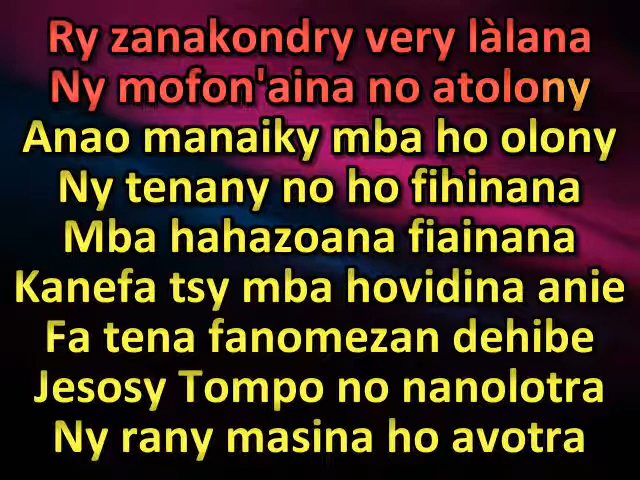 Ry zanakondry very làlana
Ny mofon'aina no atolony
Anao manaiky mba ho olony
Ny tenany no ho fihinana
Mba hahazoana fiainana
Kanefa tsy mba hovidina anie
Fa tena fanomezan dehibe
Jesosy Tompo no nanolotra
Ny rany masina ho avotra